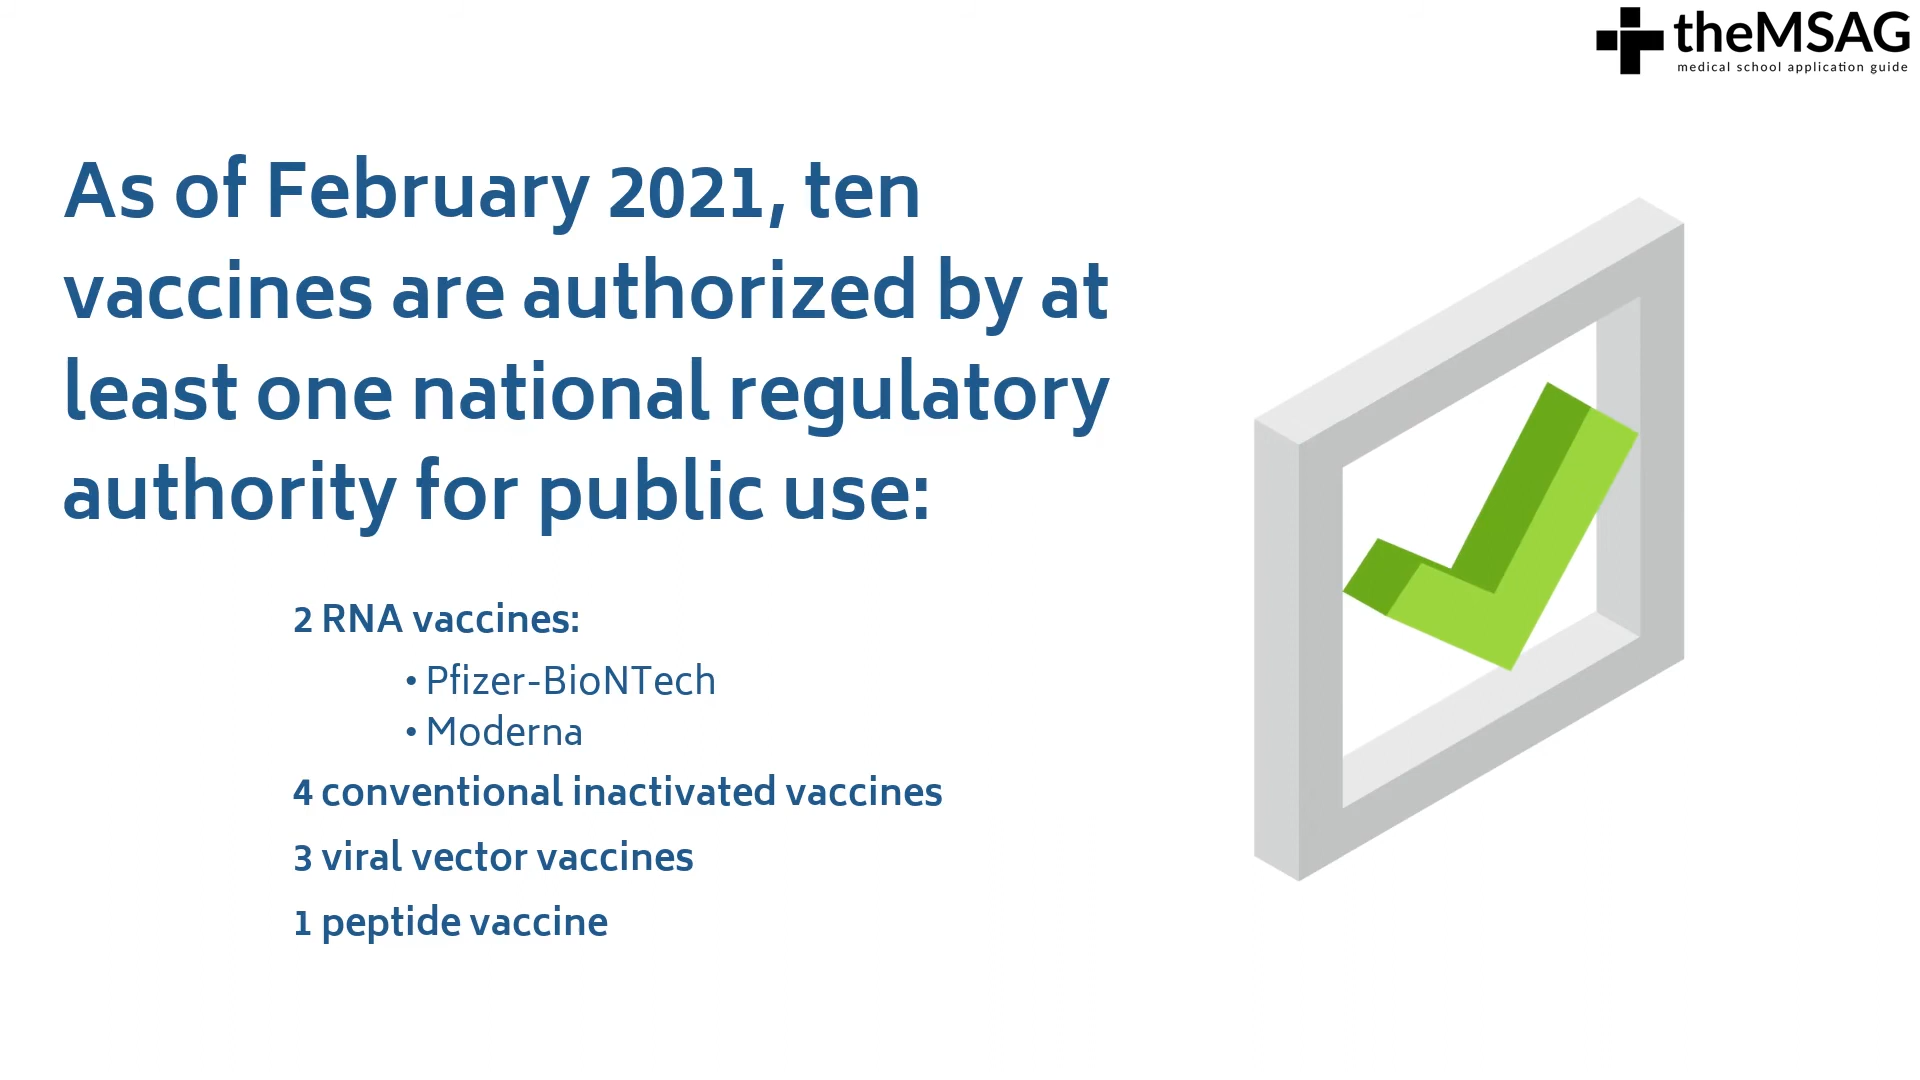 theMSAG
medical school application guide
As of February 2021, ten
vaccines are authorized by at
least one national regulatory
authority for public use:
2 RNA vaccines:
• Pfizer-BioNTech
• Moderna
4 conventional inactivated vaccines
3 viral vector vaccines
1 peptide vaccine